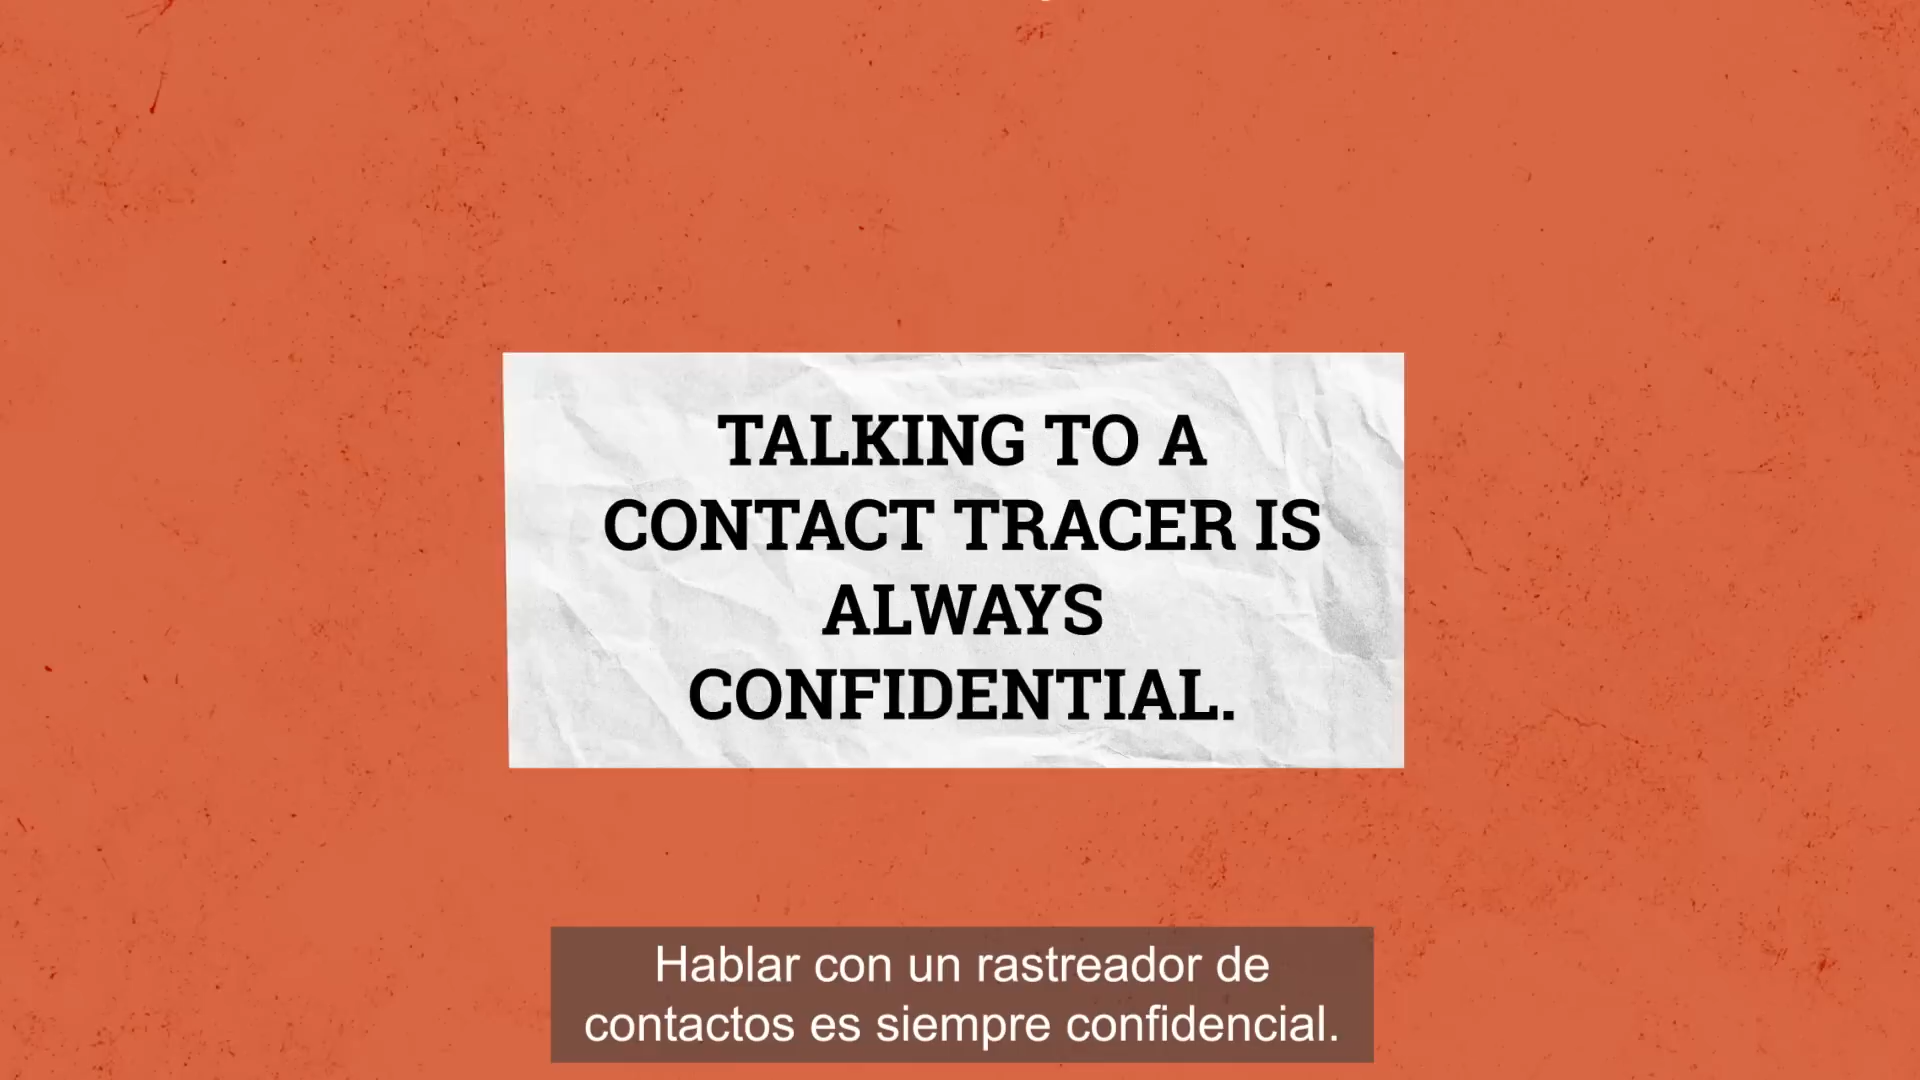 TALKING TO A
CONTACT TRACER IS
ALWAYS
CONFIDENTIAL.
Hablar con un rastreador de
contactos es siempre confidencial.